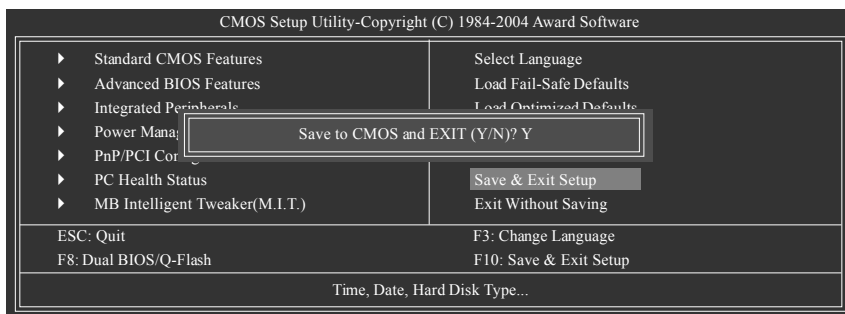 CMOS Setup Utility-Copyright (C) 1984-2004 Award Software
Standard CMOS Features
Advanced BIOS Features
Integrated Peripherals
Power
PnP/PCI
PC Health Status
MB Intelligent Tweaker(M.I.T.)
Select Language
Load Fail-Safe Defaults
Load Optimized Defaults
Save & Exit Setup
Exit Without Saving
Save to CMOS and EXIT (Y/N)? Y
ESC: Quit
F3: Change Language
F8: Dual BIOS/Q-Flash
F10: Save & Exit Setup
Time, Date, Hard Disk Type...